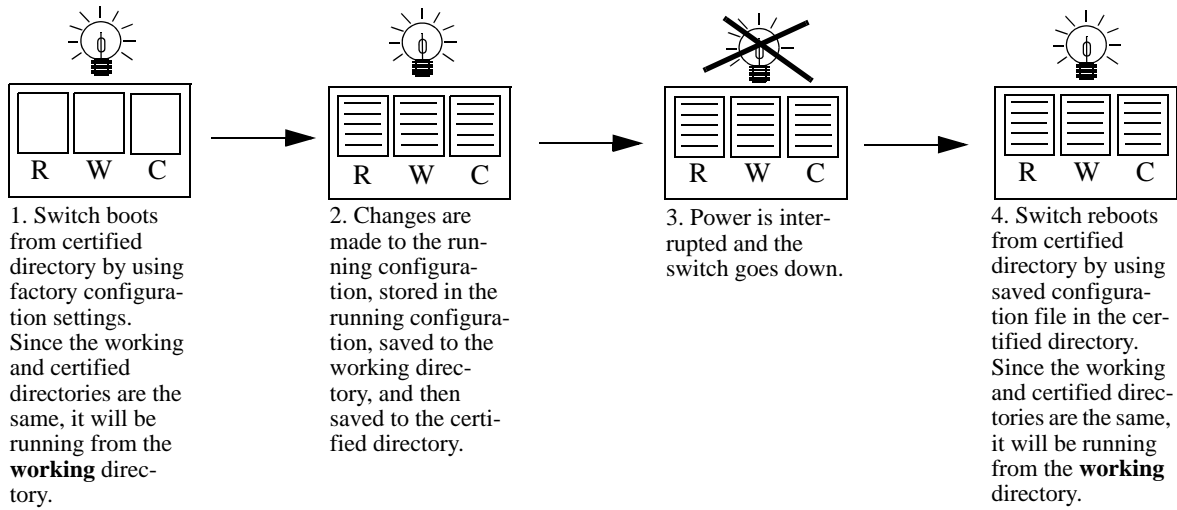 R W C
1. Switch boots
from certified
directory by using
factory configura-
tion settings.
Since the working
and certified
directories are the
same, it will be
running from the
working direc-
tory.
R W C
2. Changes are
made to the run-
ning configura-
tion, stored in the
running configura-
tion, saved to the
working direc-
tory, and then
saved to the certi-
fied directory.
R W C
3. Power is inter-
rupted and the
switch goes down.
R W C
4. Switch reboots
from certified
directory by using
saved configura-
tion file in the cer-
tified directory.
Since the working
and certified direc-
tories are the same,
it will be running
from the working
directory.